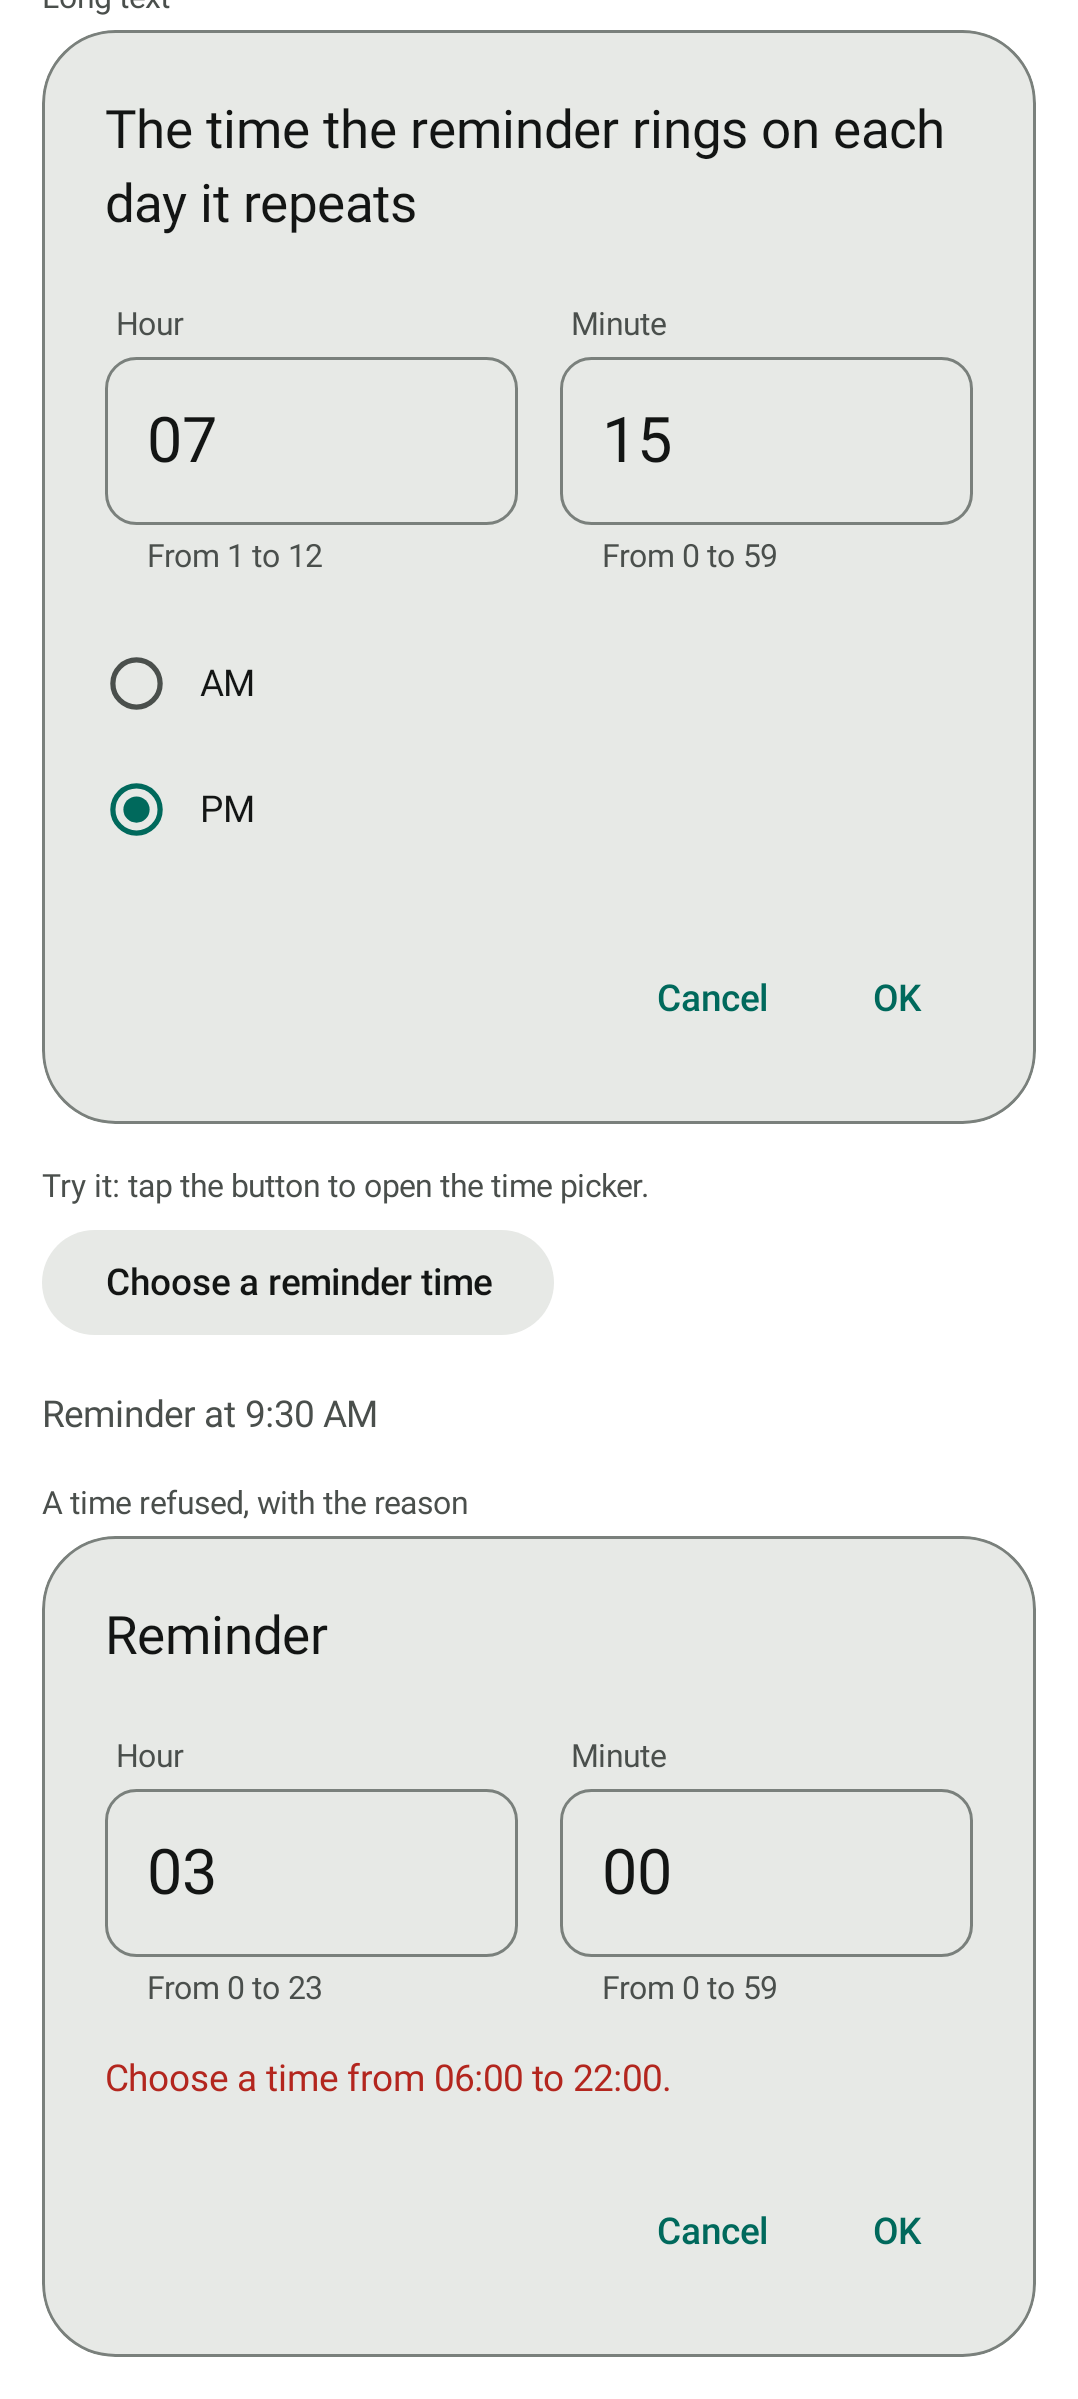 Long text
The time the reminder rings on each
day it repeats
Hour
Minute
07
15
From 1 to 12
From 0 to 59
AM
PM
Cancel
OK
Try it: tap the button to open the time picker.
Choose a reminder time
Reminder at 9:30 AM
A time refused, with the reason
Reminder
Hour
Minute
03
00
From 0 to 23
From 0 to 59
Choose a time from 06:00 to 22:00.
Cancel
OK